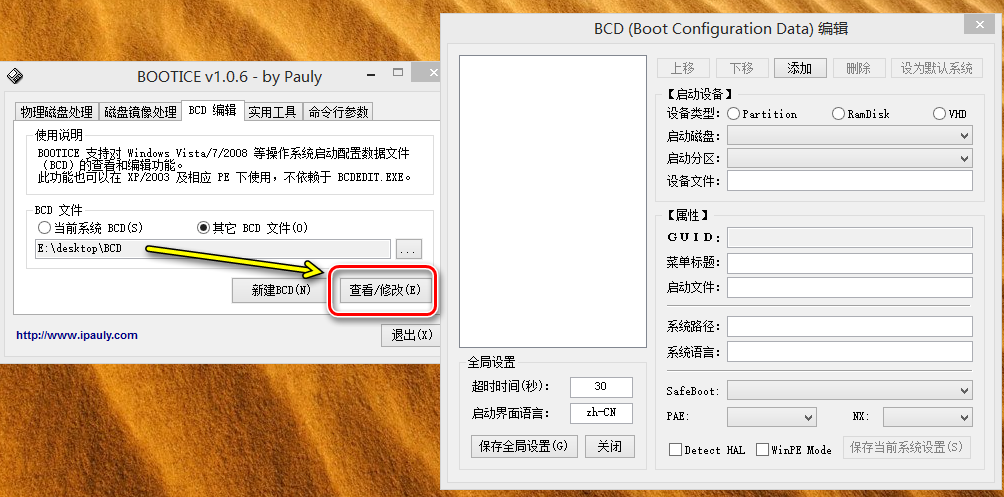 BOOTICE v1.0.6 - by Pauly
物理磁盘处理 磁盘镜像处理 BCD 编辑 实用工具 命令行参数
使用说明
BOOTICE 支持对 Windows Vista/7/2008 等操作系统启动配置数据文件
(BCD)的查看和编辑功能。
此功能也可以在 XP/2003 及相应 PE 下使用，不依赖于 BCDEDIT.EXE。
BCD 文件
当前系统 BCD(S) 其它 BCD 文件(O)
E:\desktop\BCD ...
新建BCD(N) 查看/修改(E)
http://www.ipauly.com 退出(X)
BCD (Boot Configuration Data) 编辑
上移 下移 添加 删除 设为默认系统
【启动设备】
设备类型: Partition RamDisk VHD
启动磁盘:
启动分区:
设备文件:
【属性】
GUID:
菜单标题:
启动文件:
系统路径:
系统语言:
SafeBoot:
PAE: NX:
Detect HAL WinPE Mode 保存当前系统设置(S)
全局设置
超时时间(秒): 30
启动界面语言: zh-CN
保存全局设置(G) 关闭